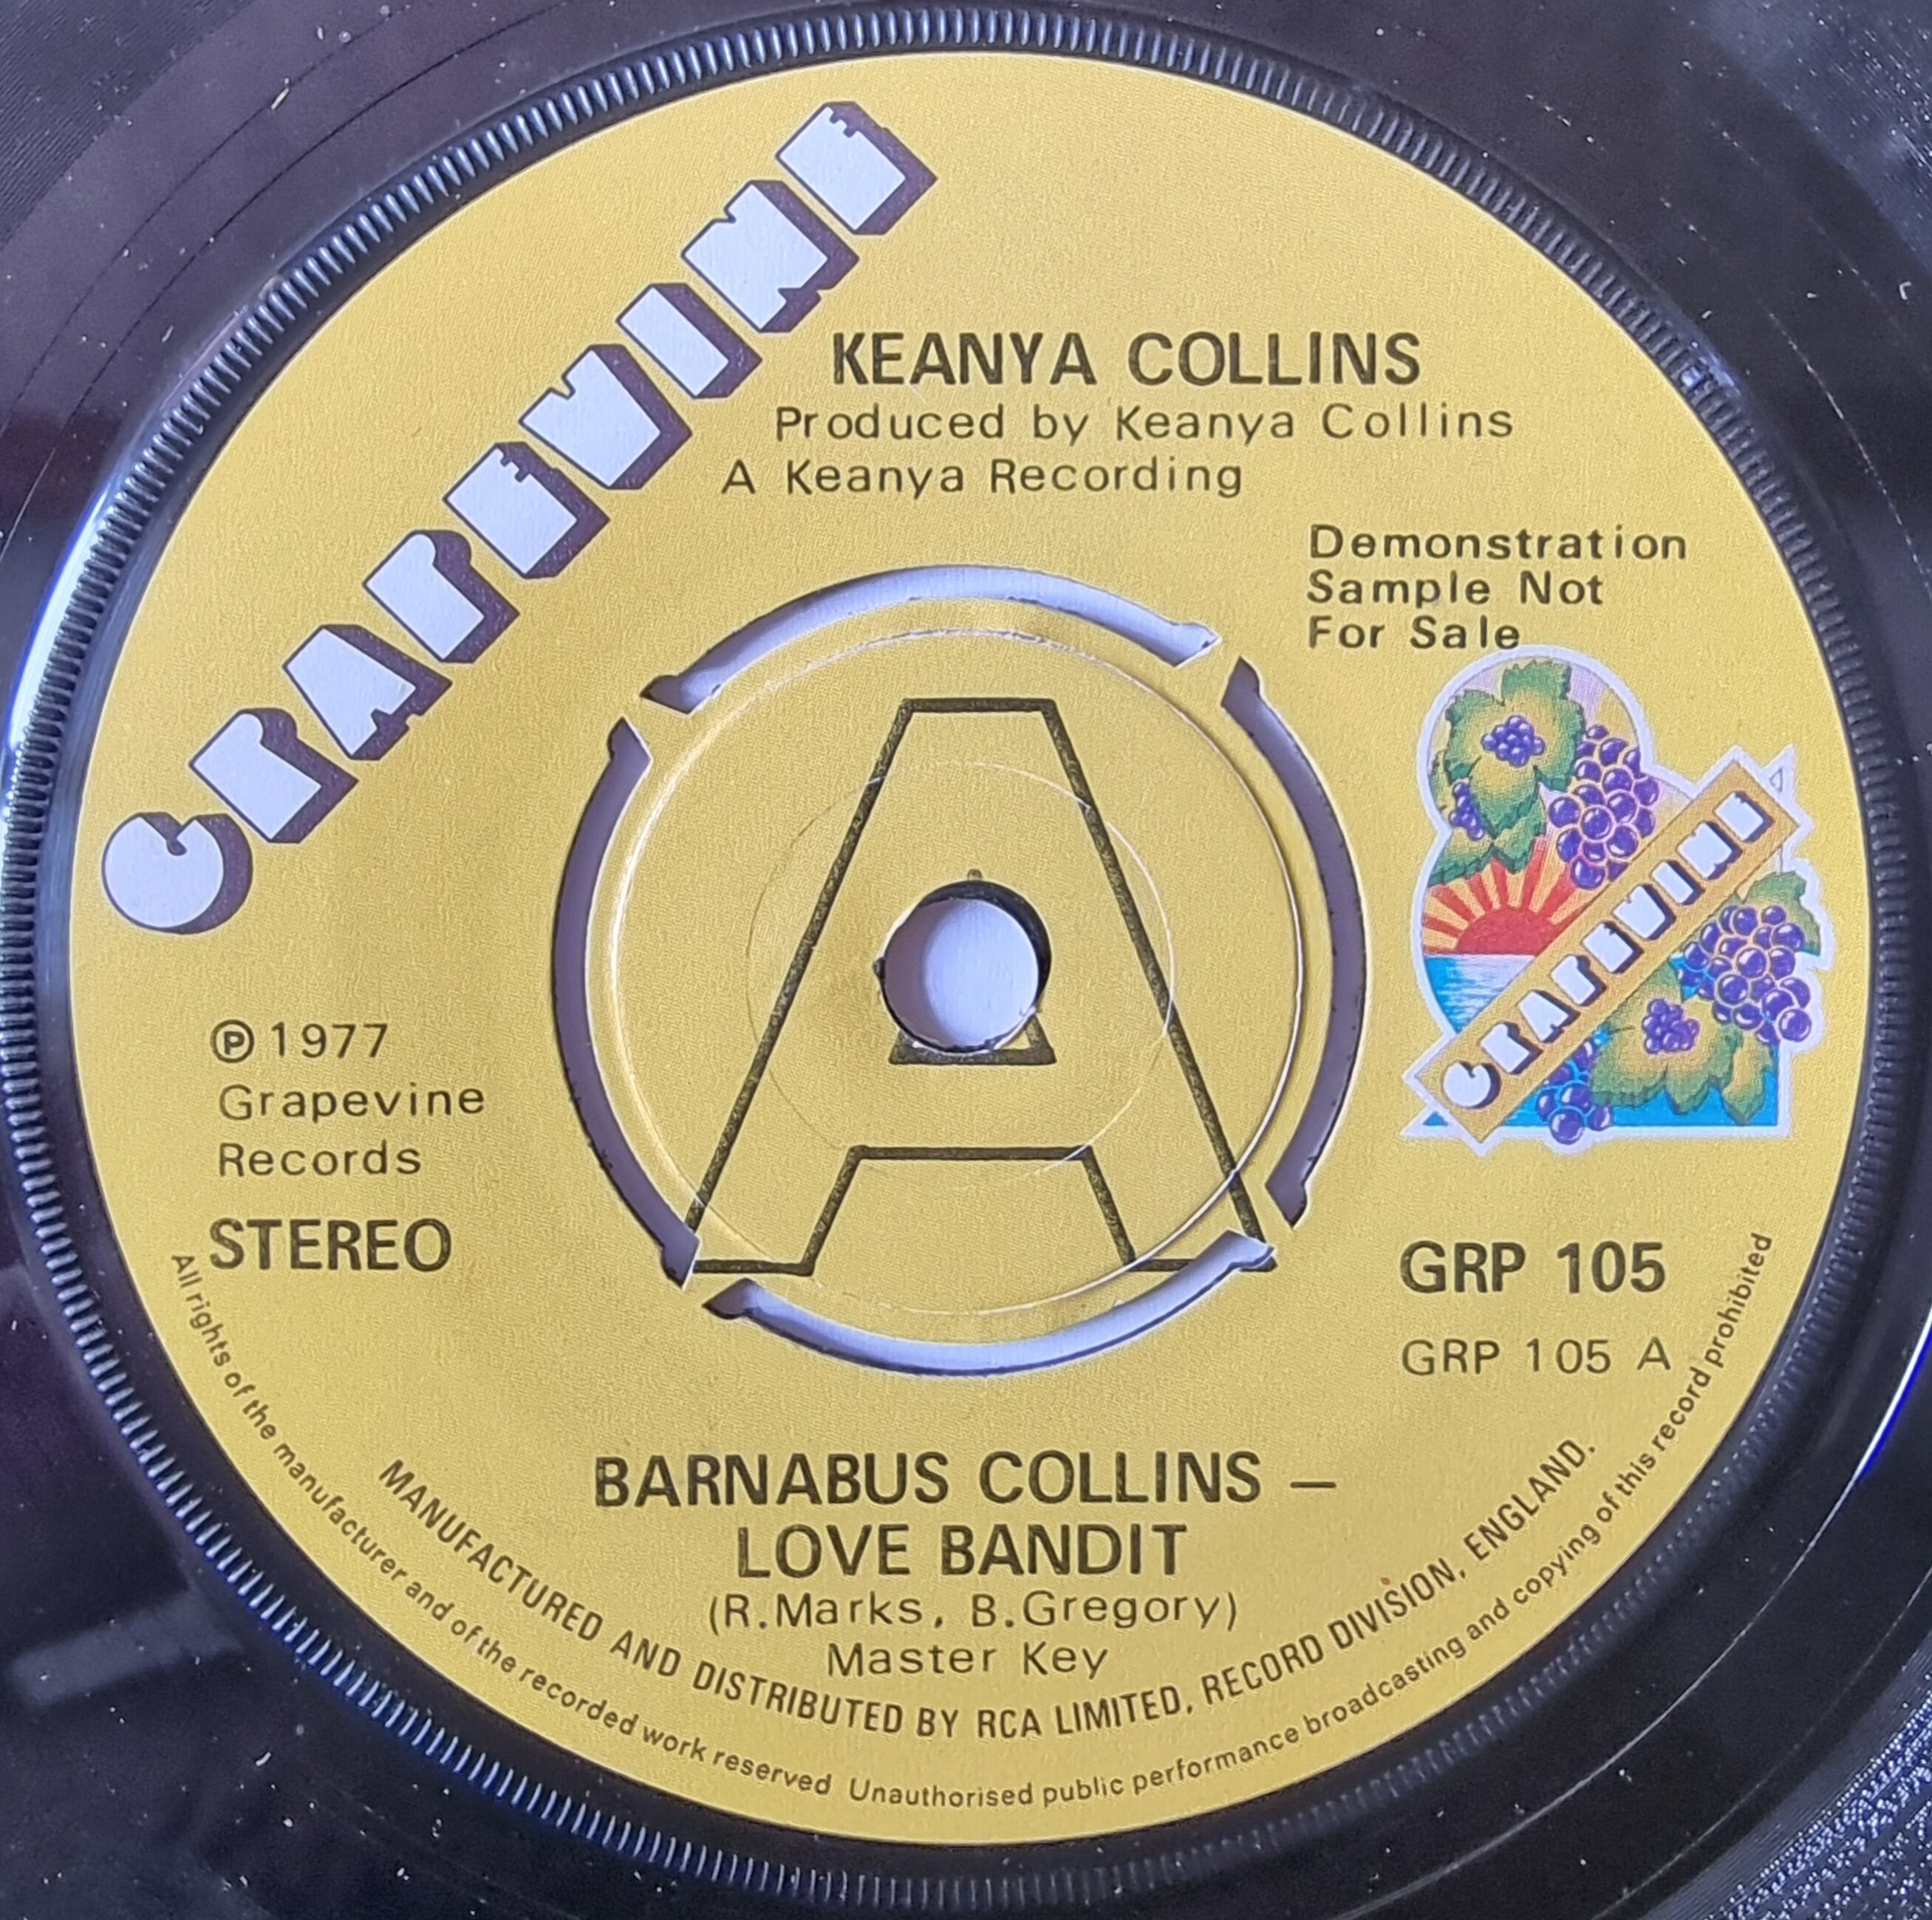 GRAPEVINE
KEANYA COLLINS
Produced by Keanya Collins
A Keanya Recording
Demonstration
Sample Not
For Sale
A
GRAPEVINE
℗ 1977
Grapevine
Records
STEREO
GRP 105
GRP 105 A
BARNABUS COLLINS –
LOVE BANDIT
(R.Marks, B.Gregory)
Master Key
MANUFACTURED AND DISTRIBUTED BY RCA LIMITED, RECORD DIVISION, ENGLAND.
All rights of the manufacturer and of the recorded work reserved Unauthorised public performance broadcasting and copying of this record prohibited